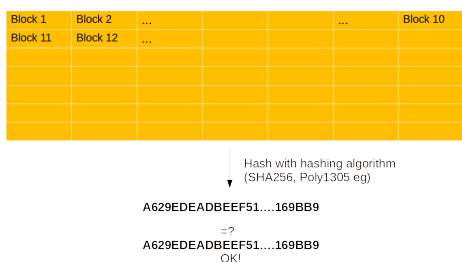 Block 1 Block 2 ... ... Block 10
Block 11 Block 12 ...
Hash with hashing algorithm
(SHA256, Poly1305 eg)
A629EDEADBEEF51....169BB9
=?
A629EDEADBEEF51....169BB9
OK!